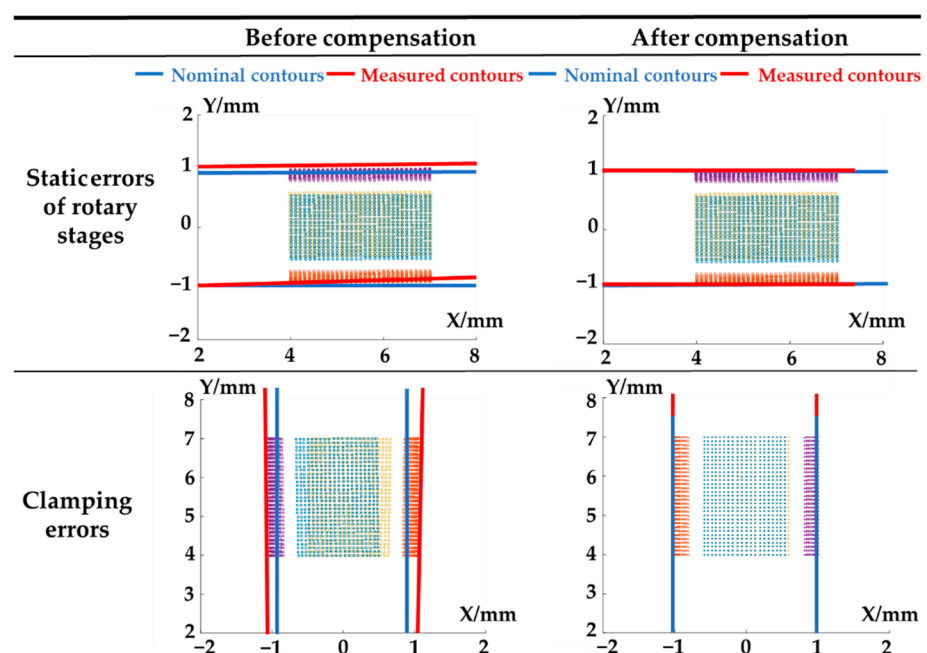 Before compensation After compensation
Nominal contours Measured contours Nominal contours Measured contours
Static errors
of rotary
stages
Y/mm
2
1
0
−1
−2
X/mm
2 4 6 8
Y/mm
2
1
0
−1
−2
X/mm
2 4 6 8
Clamping
errors
Y/mm
8
7
6
5
4
3
2
X/mm
−2 −1 0 1 2
Y/mm
8
7
6
5
4
3
2
X/mm
−2 −1 0 1 2